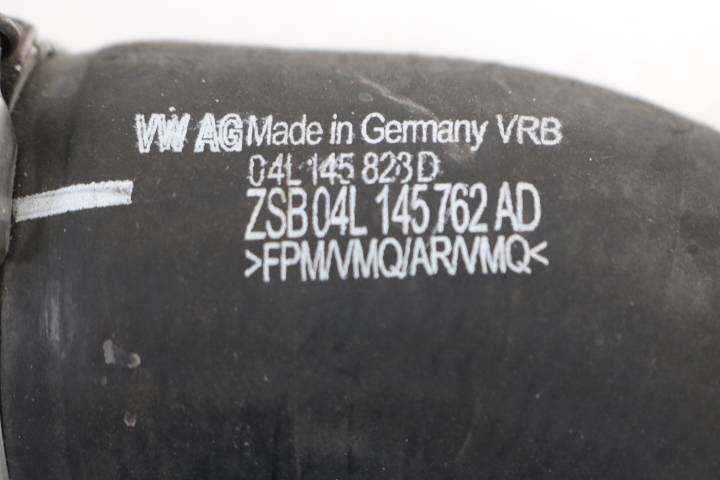 VW AG Made in Germany VRB
04L 145 823 D
ZSB 04L 145 762 AD
>FPM/VMQ/AR/VMQ<